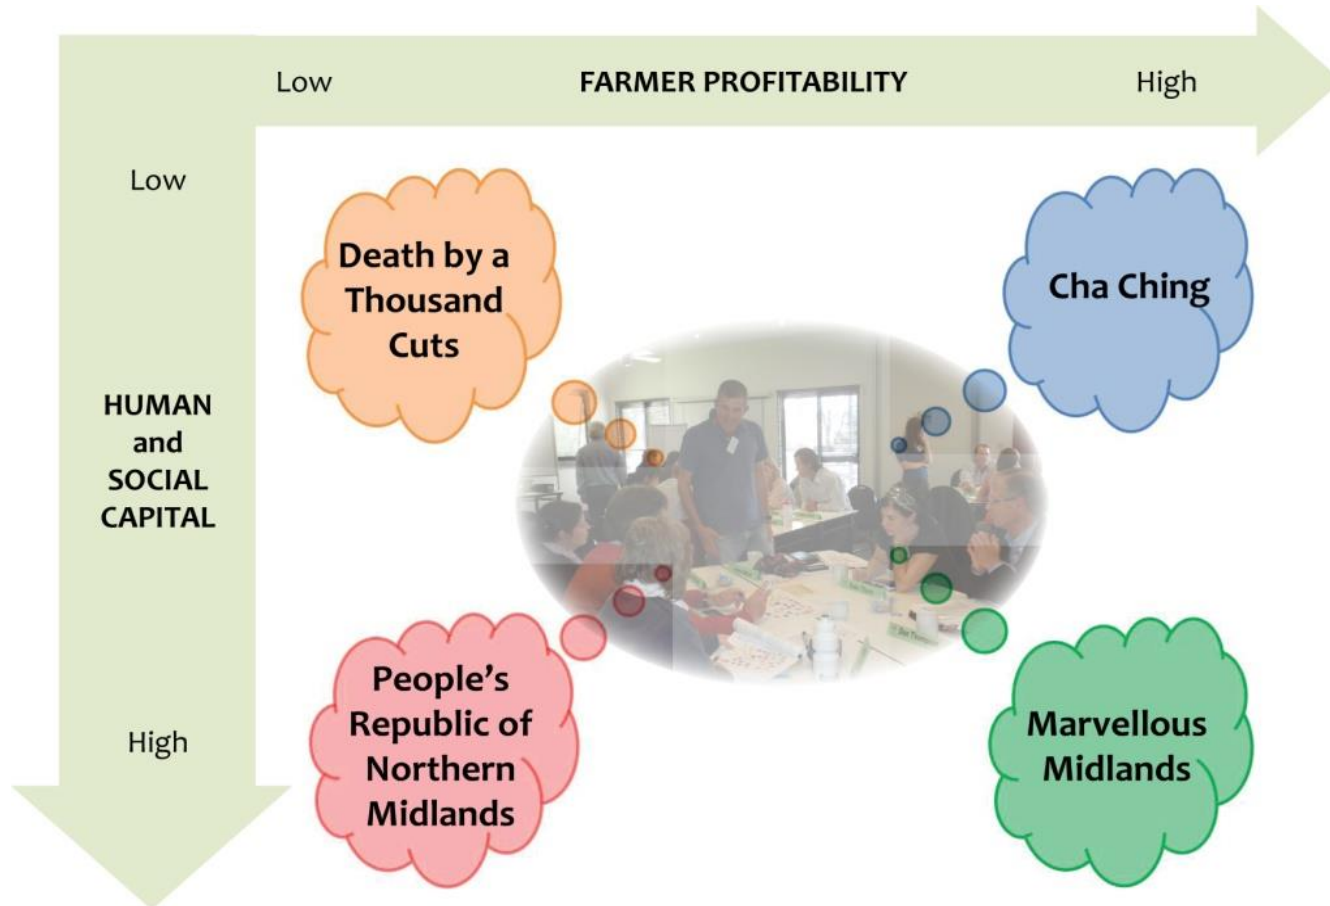 Low FARMER PROFITABILITY High
Low
HUMAN
and
SOCIAL
CAPITAL
High
Death by a
Thousand
Cuts
Cha Ching
People's
Republic of
Northern
Midlands
Marvellous
Midlands